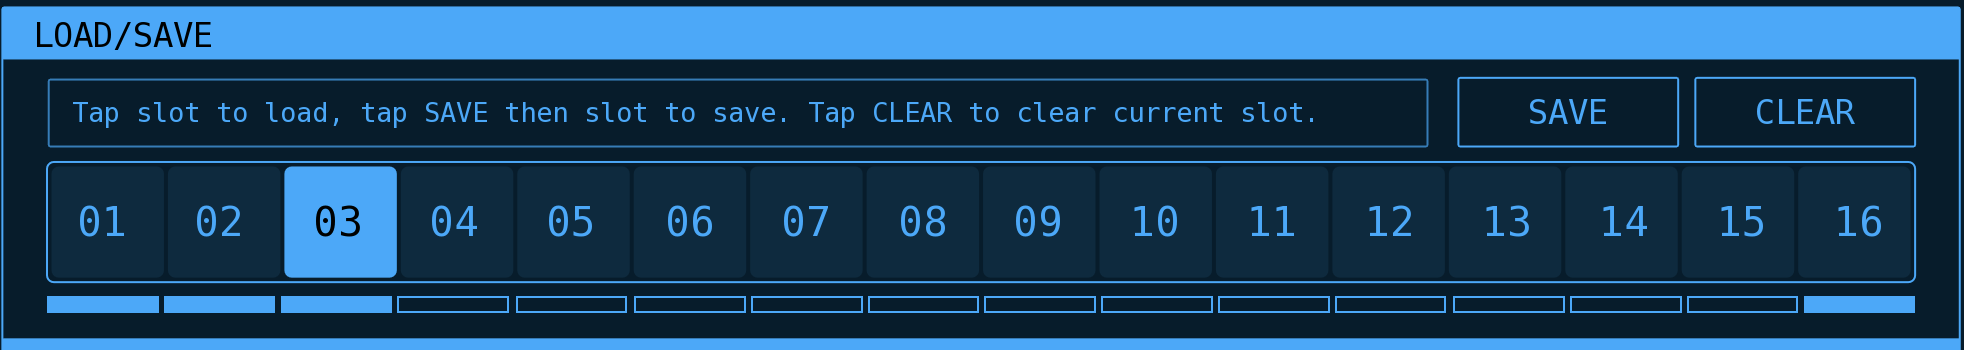 LOAD/SAVE
Tap slot to load, tap SAVE then slot to save. Tap CLEAR to clear current slot. SAVE CLEAR
01 02 03 04 05 06 07 08 09 10 11 12 13 14 15 16